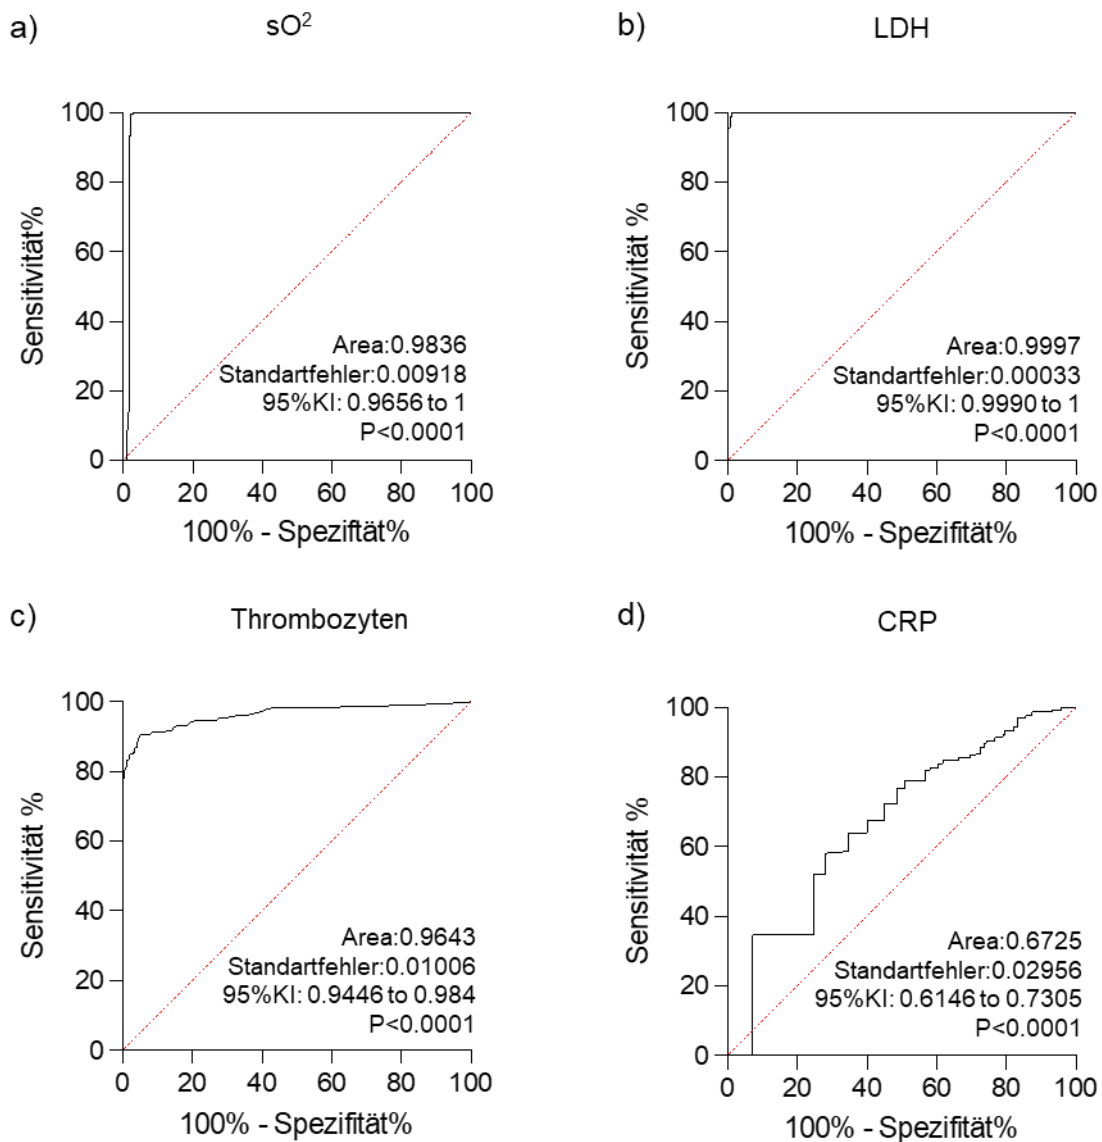 a)
sO²
100
80
60
40
20
0
Sensitivität%
Area:0.9836
Standartfehler:0.00918
95%KI: 0.9656 to 1
P<0.0001
0 20 40 60 80 100
100% - Speziftät%
b)
LDH
100
80
60
40
20
0
Sensitivität %
Area:0.9997
Standartfehler:0.00033
95%KI: 0.9990 to 1
P<0.0001
0 20 40 60 80 100
100% - Spezifität%
c)
Thrombozyten
100
80
60
40
20
0
Sensitivität %
Area:0.9643
Standartfehler:0.01006
95%KI: 0.9446 to 0.984
P<0.0001
0 20 40 60 80 100
100% - Spezifität%
d)
CRP
100
80
60
40
20
0
Sensitivität %
Area:0.6725
Standartfehler:0.02956
95%KI: 0.6146 to 0.7305
P<0.0001
0 20 40 60 80 100
100% - Spezifität%